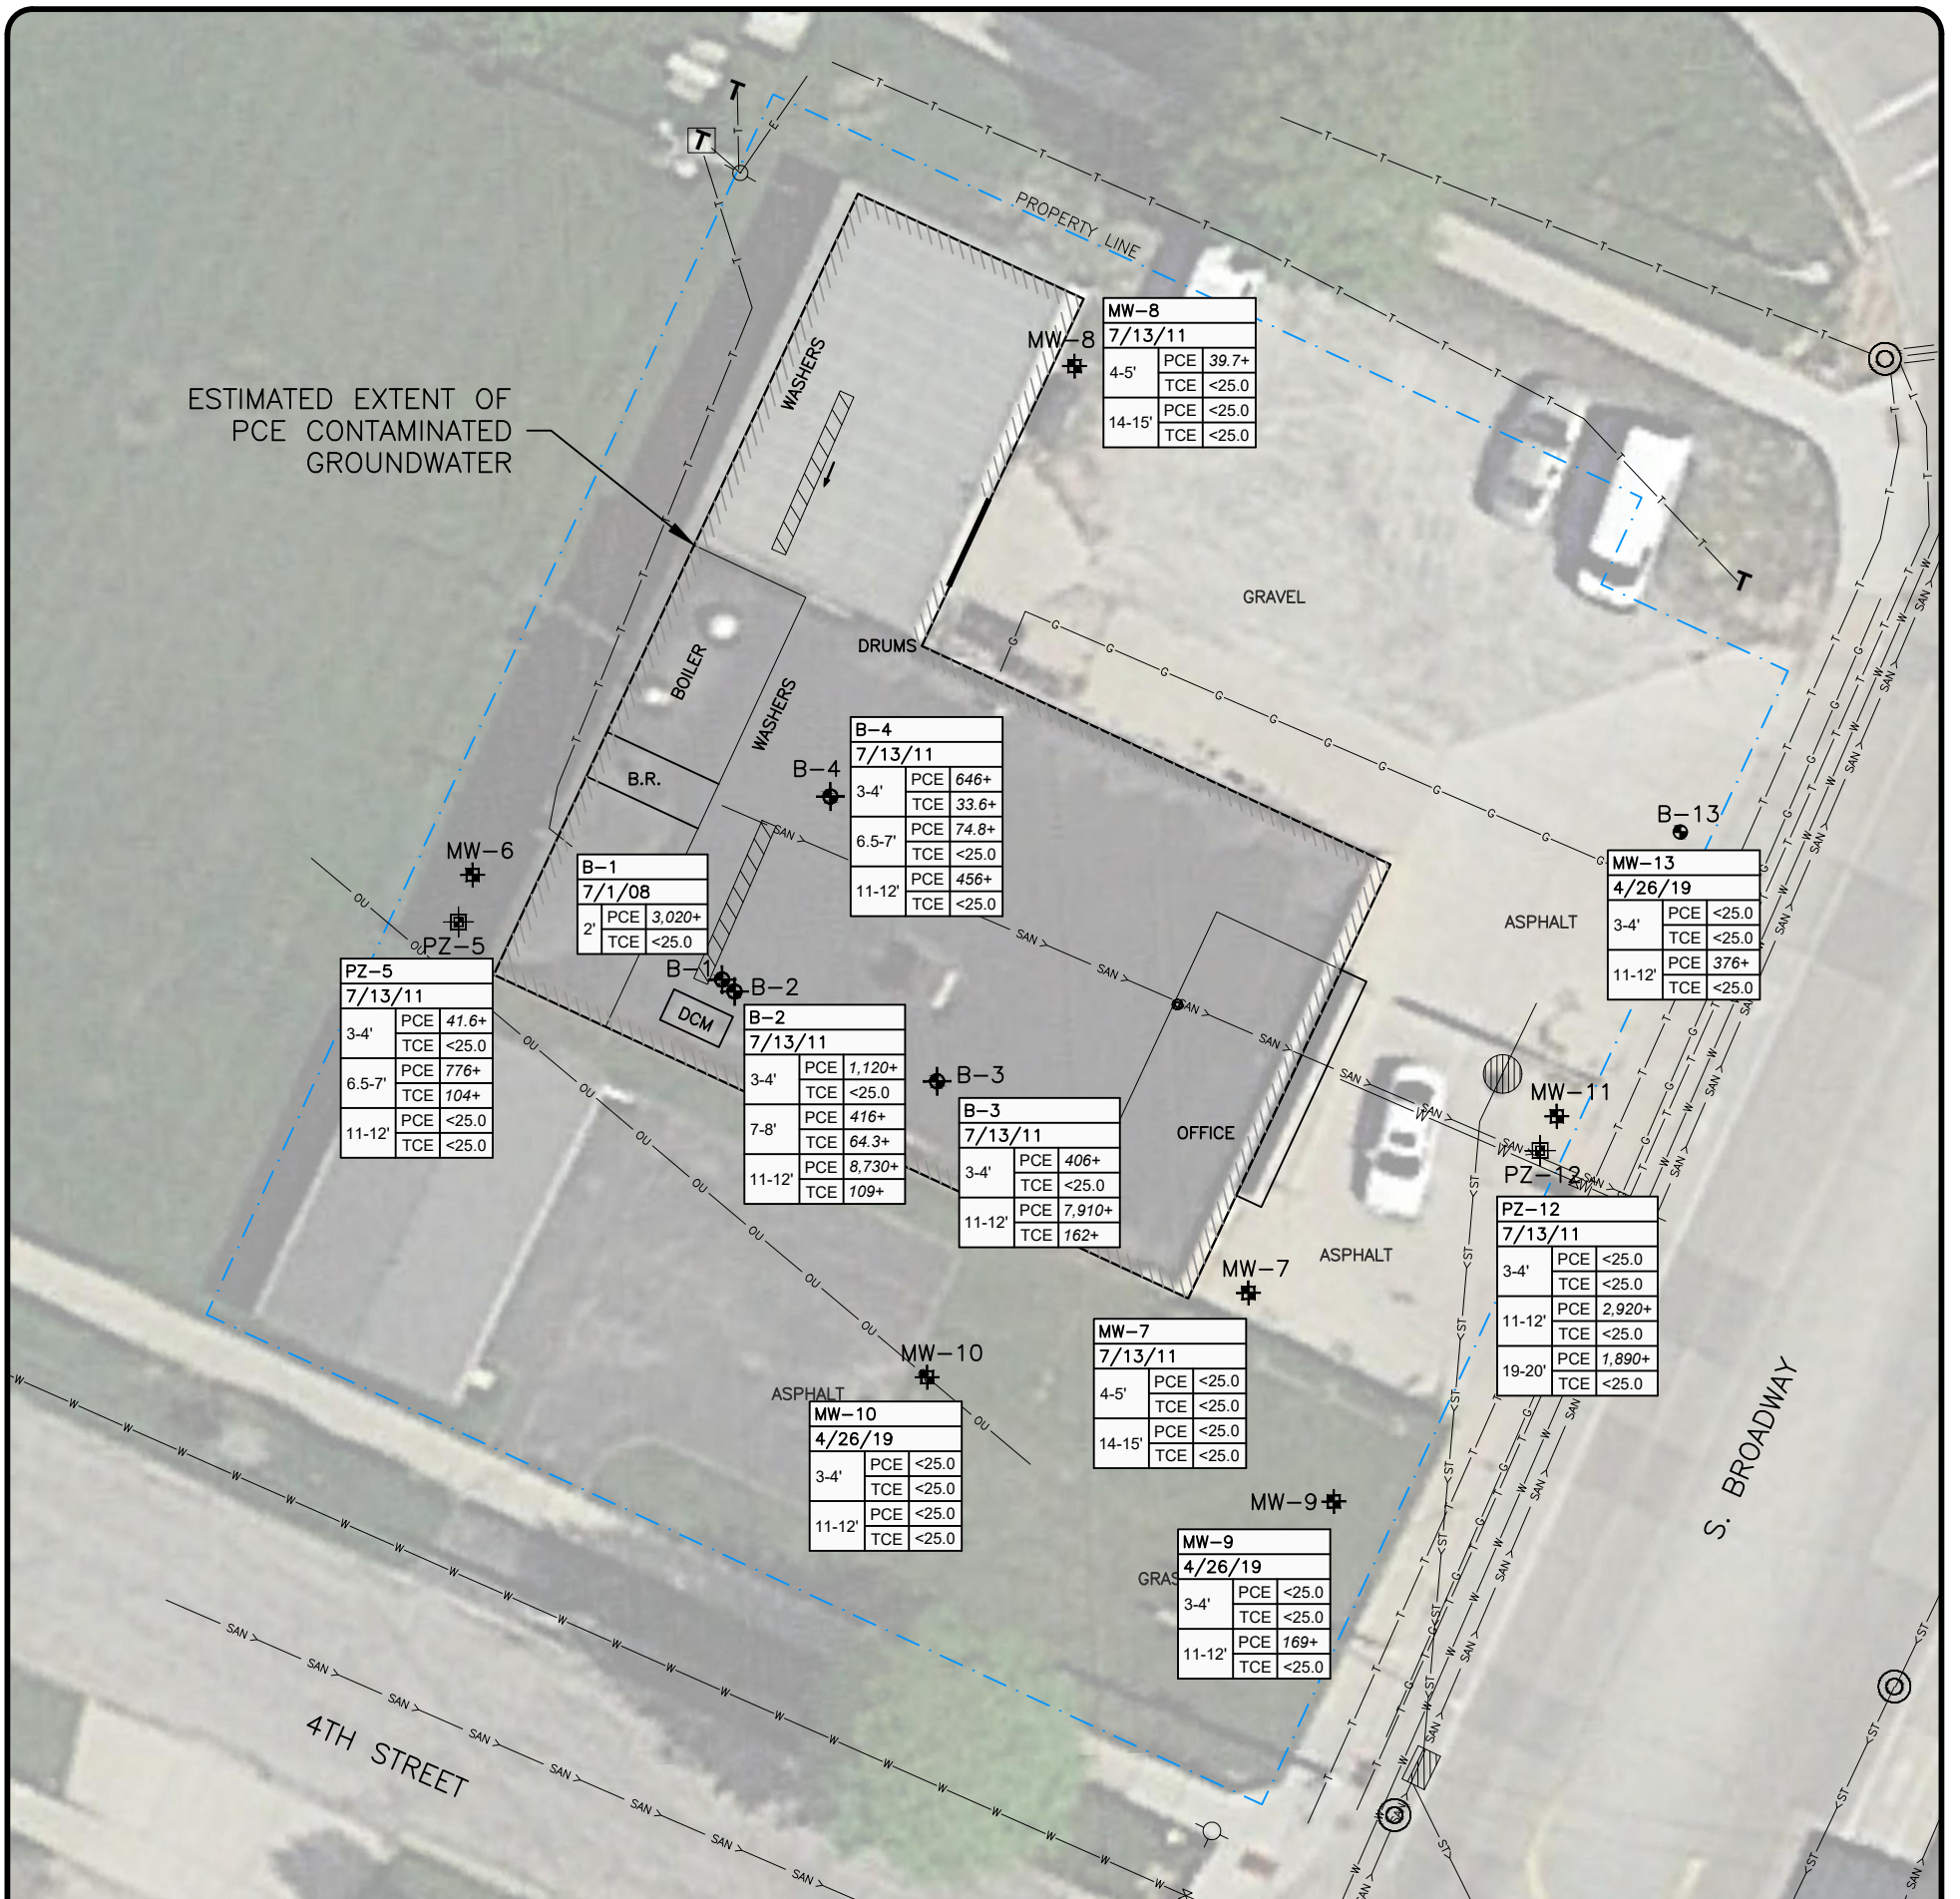 PROPERTY LINE
ESTIMATED EXTENT OF
PCE CONTAMINATED
GROUNDWATER
WASHERS
MW-8
MW-8
7/13/11
4-5' PCE 39.7+
TCE <25.0
14-15' PCE <25.0
TCE <25.0
GRAVEL
DRUMS
BOILER
WASHERS
B.R.
B-4
B-4
7/13/11
3-4' PCE 646+
TCE 33.6+
6.5-7' PCE 74.8+
TCE <25.0
11-12' PCE 456+
TCE <25.0
B-13
MW-13
4/26/19
3-4' PCE <25.0
TCE <25.0
11-12' PCE 376+
TCE <25.0
ASPHALT
MW-6
PZ-5
PZ-5
7/13/11
3-4' PCE 41.6+
TCE <25.0
6.5-7' PCE 776+
TCE 104+
11-12' PCE <25.0
TCE <25.0
B-1
7/1/08
2' PCE 3,020+
TCE <25.0
B-1
B-2
DCM
B-2
7/13/11
3-4' PCE 1,120+
TCE <25.0
7-8' PCE 416+
TCE 64.3+
11-12' PCE 8,730+
TCE 109+
B-3
B-3
7/13/11
3-4' PCE 406+
TCE <25.0
11-12' PCE 7,910+
TCE 162+
OFFICE
MW-11
PZ-12
PZ-12
7/13/11
3-4' PCE <25.0
TCE <25.0
11-12' PCE 2,920+
TCE <25.0
19-20' PCE 1,890+
TCE <25.0
ASPHALT
MW-7
MW-7
7/13/11
4-5' PCE <25.0
TCE <25.0
14-15' PCE <25.0
TCE <25.0
MW-10
ASPHALT
MW-10
4/26/19
3-4' PCE <25.0
TCE <25.0
11-12' PCE <25.0
TCE <25.0
MW-9
GRAS
MW-9
4/26/19
3-4' PCE <25.0
TCE <25.0
11-12' PCE 169+
TCE <25.0
S. BROADWAY
4TH STREET